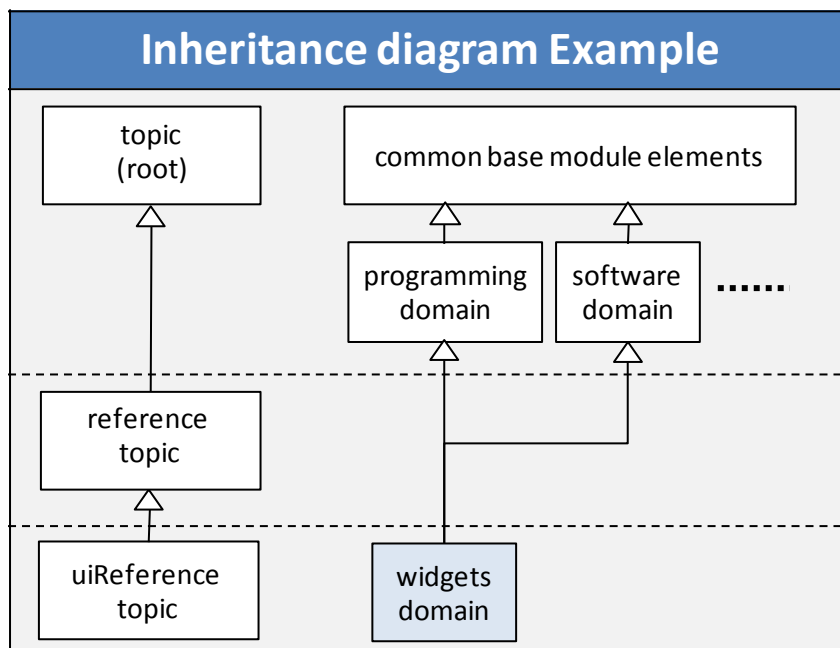 Inheritance diagram Example
topic
(root)
common base module elements
programming
domain
software
domain
reference
topic
uiReference
topic
widgets
domain